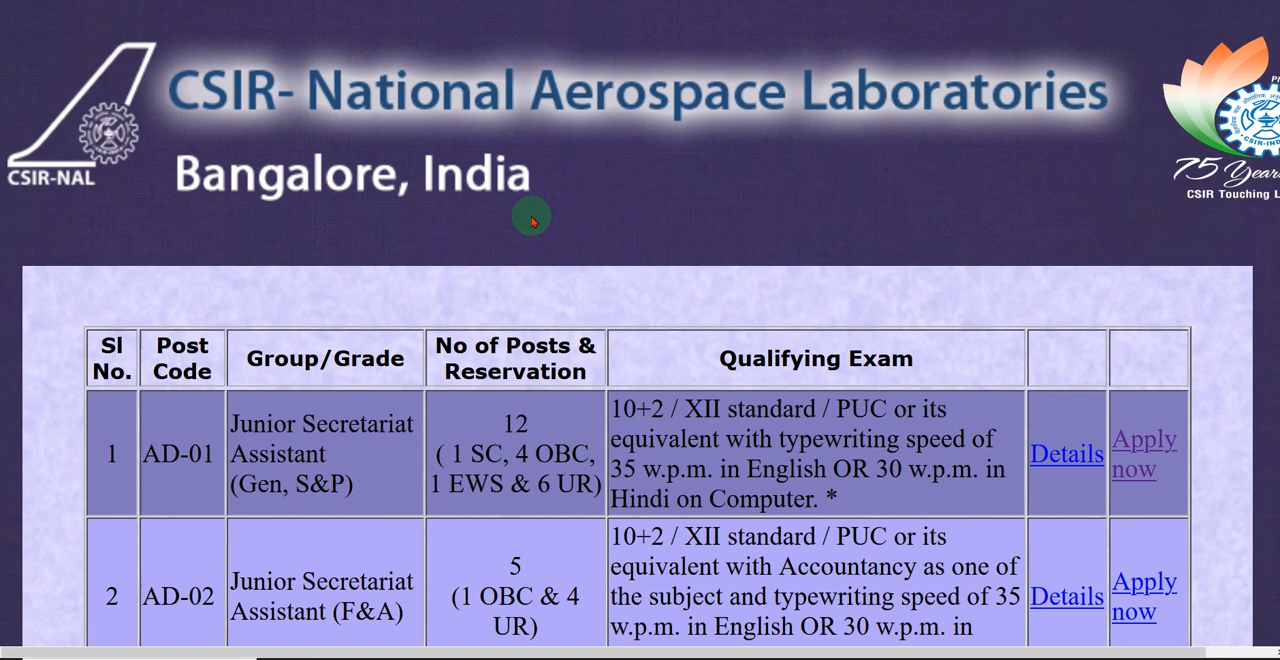 CSIR- National Aerospace Laboratories
Bangalore, India
CSIR-NAL
75 Year
CSIR Touching L
Sl No.
Post Code
Group/Grade
No of Posts & Reservation
Qualifying Exam
1
AD-01
Junior Secretariat
Assistant
(Gen, S&P)
12
( 1 SC, 4 OBC,
1 EWS & 6 UR)
10+2 / XII standard / PUC or its
equivalent with typewriting speed of
35 w.p.m. in English OR 30 w.p.m. in
Hindi on Computer. *
Details
Apply
now
2
AD-02
Junior Secretariat
Assistant (F&A)
5
(1 OBC & 4
UR)
10+2 / XII standard / PUC or its
equivalent with Accountancy as one of
the subject and typewriting speed of 35
w.p.m. in English OR 30 w.p.m. in
Details
Apply
now